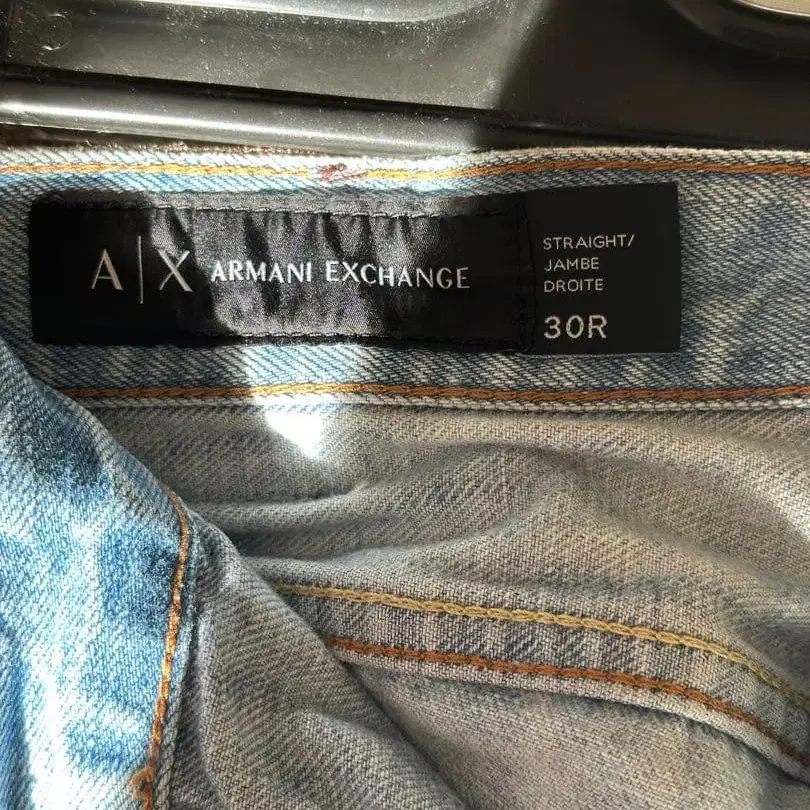 A|X ARMANI EXCHANGE
STRAIGHT/
JAMBE
DROITE
30R